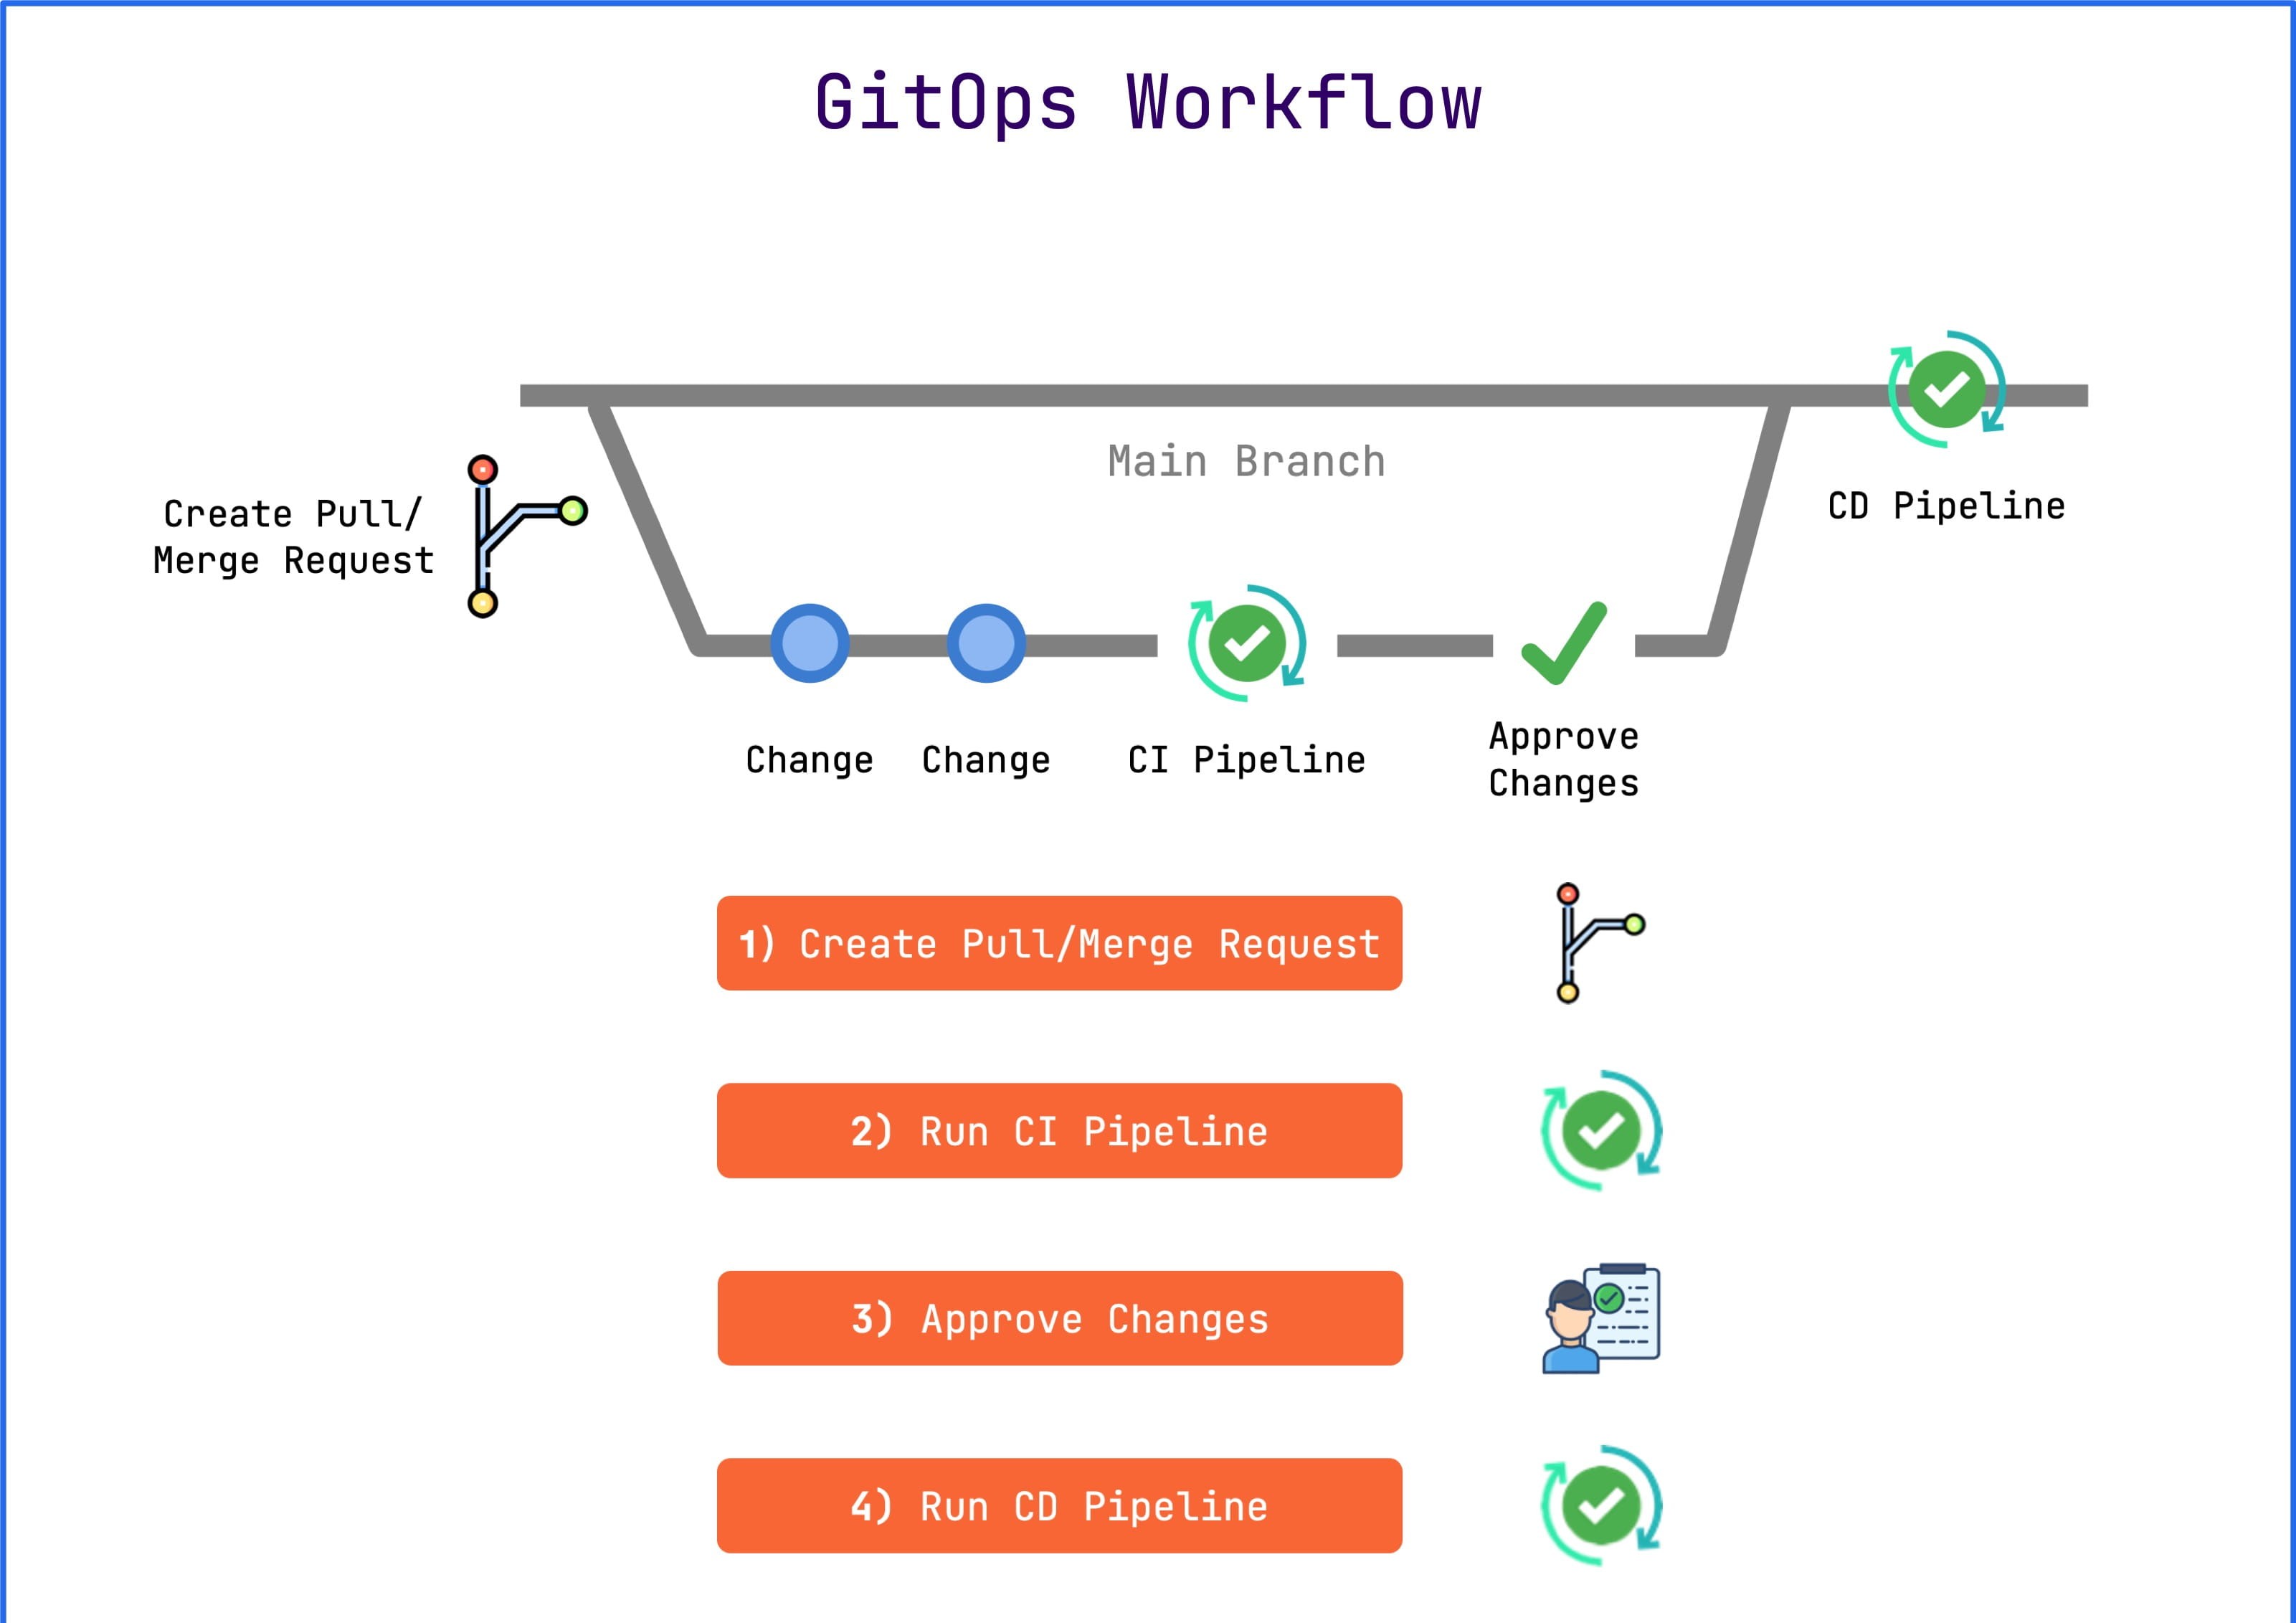 GitOps Workflow
Main Branch
CD Pipeline
Create Pull/
Merge Request
Change
Change
CI Pipeline
Approve
Changes
1) Create Pull/Merge Request
2) Run CI Pipeline
3) Approve Changes
4) Run CD Pipeline